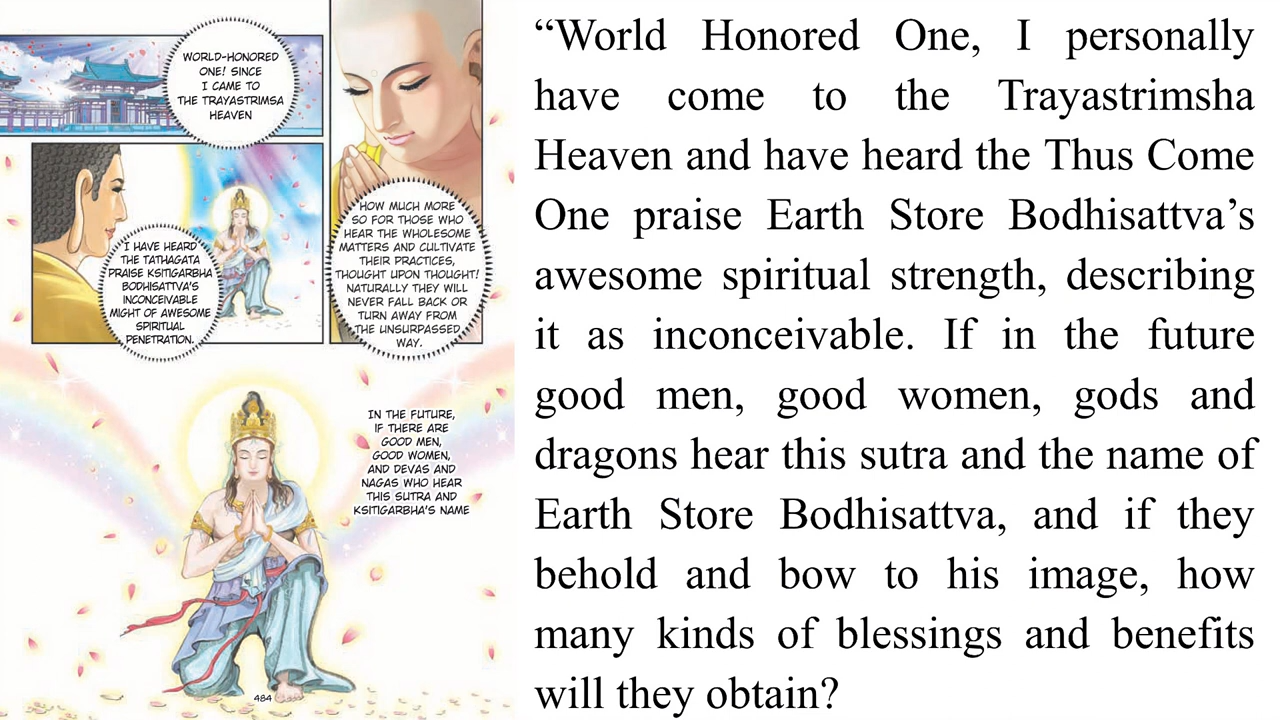 WORLD-HONORED
ONE! SINCE
I CAME TO
THE TRAYASTRIMSA
HEAVEN
I HAVE HEARD
THE TATHAGATA
PRAISE KSITIGARBHA
BODHISATTVA'S
INCONCEIVABLE
MIGHT OF AWESOME
SPIRITUAL
PENETRATION.
HOW MUCH MORE
SO FOR THOSE WHO
HEAR THE WHOLESOME
MATTERS AND CULTIVATE
THEIR PRACTICES,
THOUGHT UPON THOUGHT!
NATURALLY THEY WILL
NEVER FALL BACK OR
TURN AWAY FROM
THE UNSURPASSED
WAY.
IN THE FUTURE,
IF THERE ARE
GOOD MEN,
GOOD WOMEN,
AND DEVAS AND
NAGAS WHO HEAR
THIS SUTRA AND
KSITIGARBHA'S NAME
484
“World Honored One, I personally
have come to the Trayastrimsha
Heaven and have heard the Thus Come
One praise Earth Store Bodhisattva’s
awesome spiritual strength, describing
it as inconceivable. If in the future
good men, good women, gods and
dragons hear this sutra and the name of
Earth Store Bodhisattva, and if they
behold and bow to his image, how
many kinds of blessings and benefits
will they obtain?